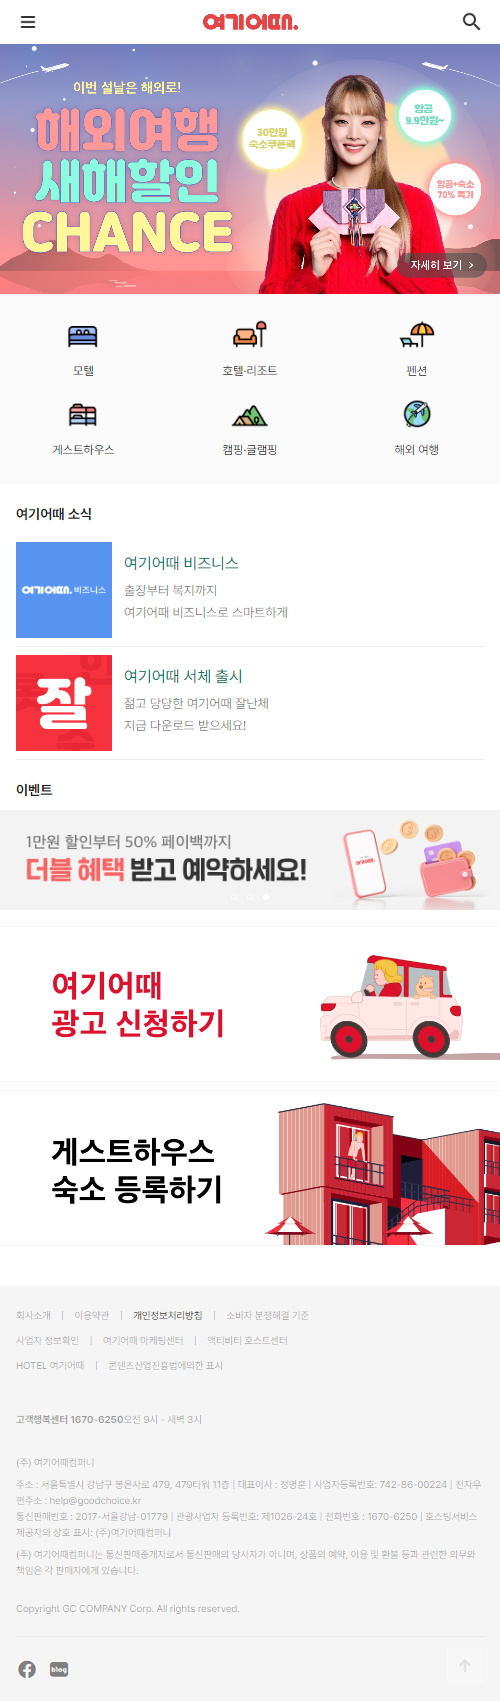 여기어때.
이번 설날은 해외로!
해외여행
새해할인
CHANCE
30만원
숙소쿠폰팩
항공
9.9만원~
항공+숙소
70% 특가
자세히 보기 >
모텔
호텔·리조트
펜션
게스트하우스
캠핑·글램핑
해외 여행
여기어때 소식
여기어때. 비즈니스
여기어때 비즈니스
출장부터 복지까지
여기어때 비즈니스로 스마트하게
잘
여기어때 서체 출시
젊고 당당한 여기어때 잘난체
지금 다운로드 받으세요!
이벤트
1만원 할인부터 50% 페이백까지
더블 혜택 받고 예약하세요!
여기어때
광고 신청하기
게스트하우스
숙소 등록하기
회사소개 | 이용약관 | 개인정보처리방침 | 소비자 분쟁해결 기준
사업자 정보확인 | 여기어때 마케팅센터 | 액티비티 호스트센터
HOTEL 여기어때 | 콘텐츠산업진흥법에의한 표시
고객행복센터 1670-6250오전 9시 - 새벽 3시
(주) 여기어때컴퍼니
주소 : 서울특별시 강남구 봉은사로 479, 479타워 11층 | 대표이사 : 정명훈 | 사업자등록번호: 742-86-00224 | 전자우
편주소 : help@goodchoice.kr
통신판매번호 : 2017-서울강남-01779 | 관광사업자 등록번호: 제1026-24호 | 전화번호 : 1670-6250 | 호스팅서비스
제공자의 상호 표시: (주)여기어때컴퍼니
(주) 여기어때컴퍼니는 통신판매중개자로서 통신판매의 당사자가 아니며, 상품의 예약, 이용 및 환불 등과 관련한 의무와
책임은 각 판매자에게 있습니다.
Copyright GC COMPANY Corp. All rights reserved.
blog